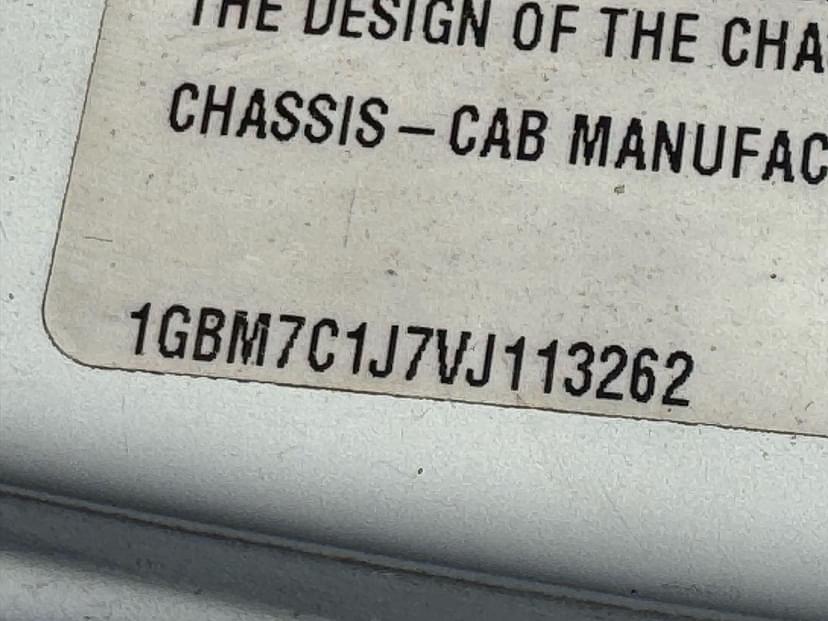 THE DESIGN OF THE CHA
CHASSIS – CAB MANUFAC
1GBM7C1J7VJ113262